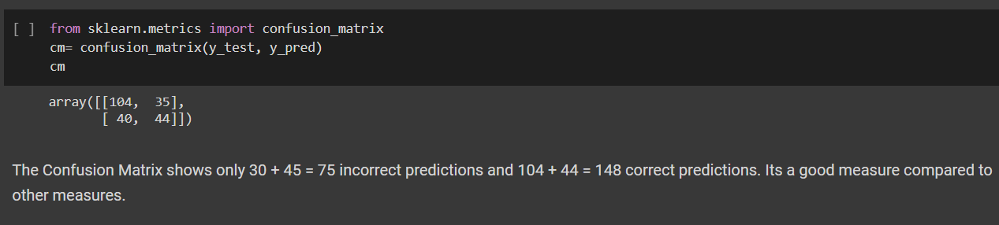 [ ] from sklearn.metrics import confusion_matrix
cm= confusion_matrix(y_test, y_pred)
cm
array([[104,  35],
       [ 40,  44]])
The Confusion Matrix shows only 30 + 45 = 75 incorrect predictions and 104 + 44 = 148 correct predictions. Its a good measure compared to
other measures.